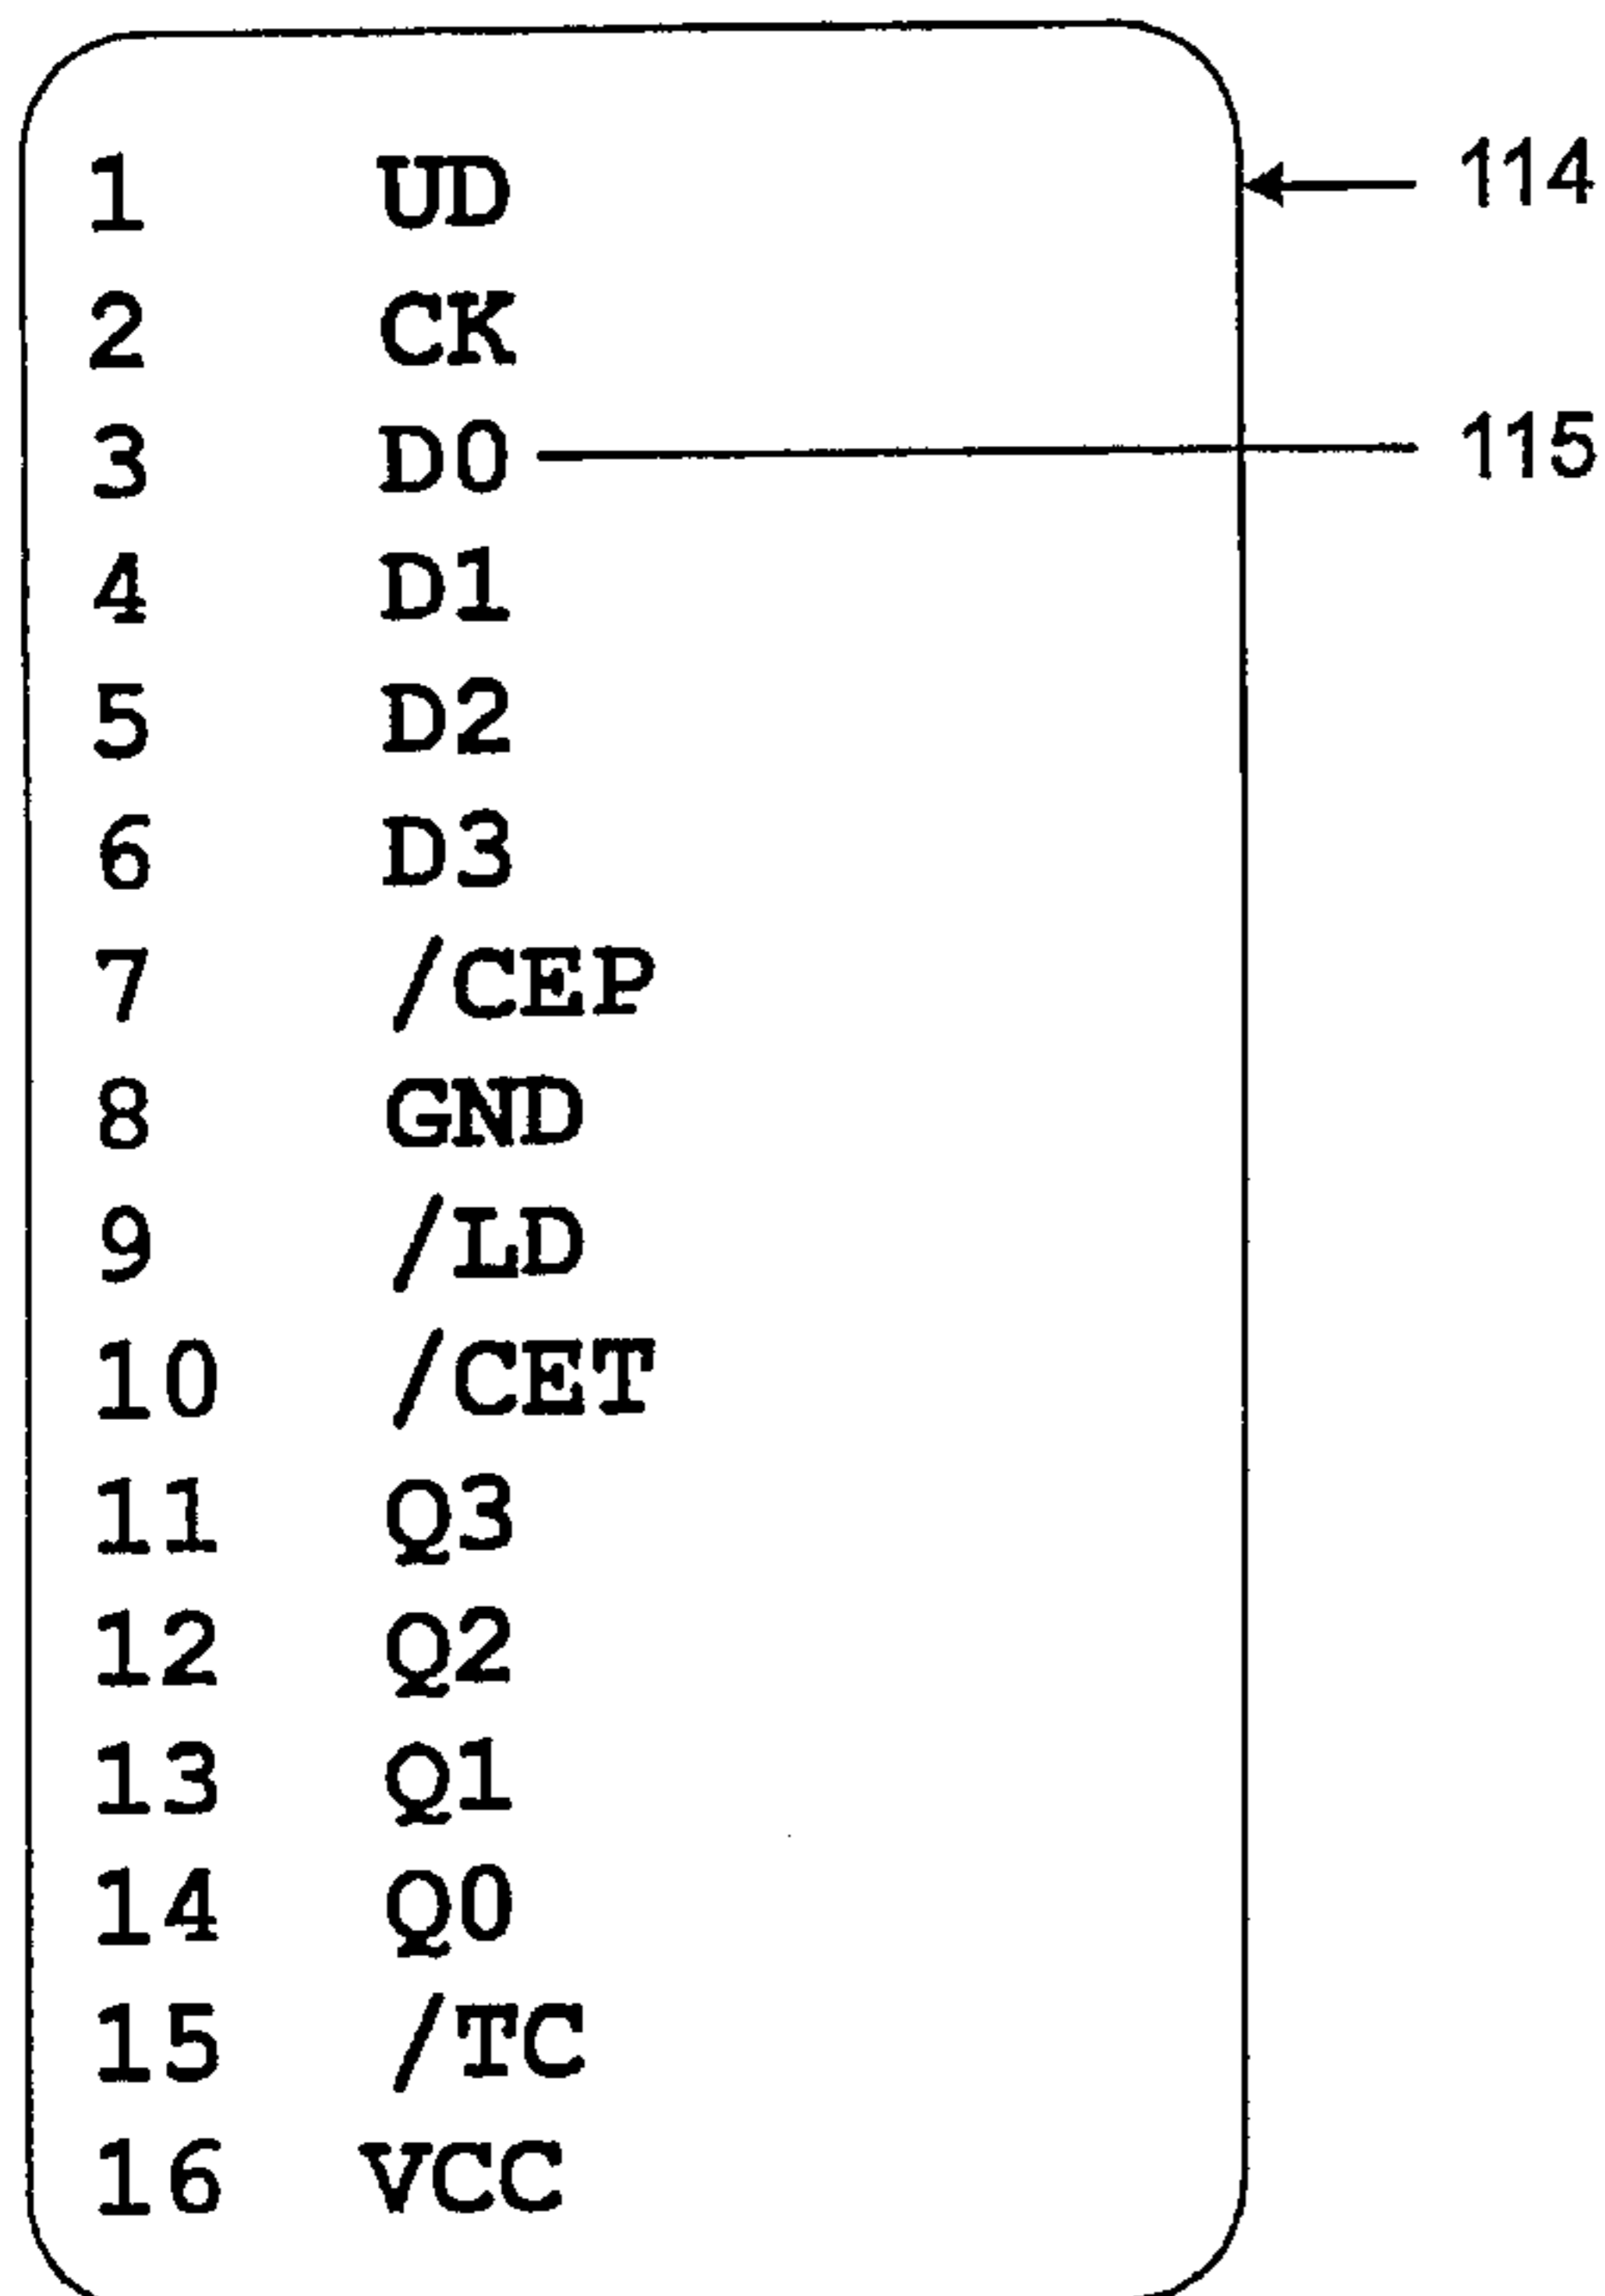 1 UD 114
2 CK
3 D0 115
4 D1
5 D2
6 D3
7 /CEP
8 GND
9 /LD
10 /CET
11 Q3
12 Q2
13 Q1
14 Q0
15 /TC
16 VCC